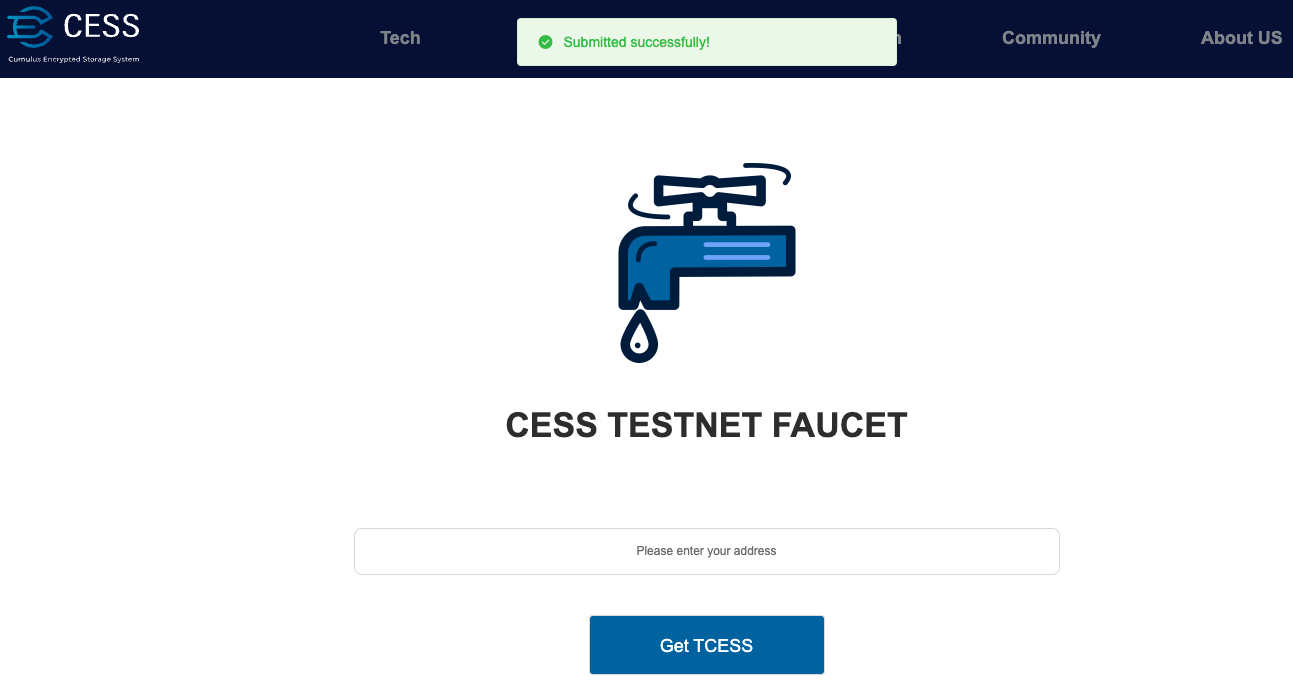 CESS
Cumulus Encrypted Storage System
Tech
Submitted successfully!
Community
About US
CESS TESTNET FAUCET
Please enter your address
Get TCESS